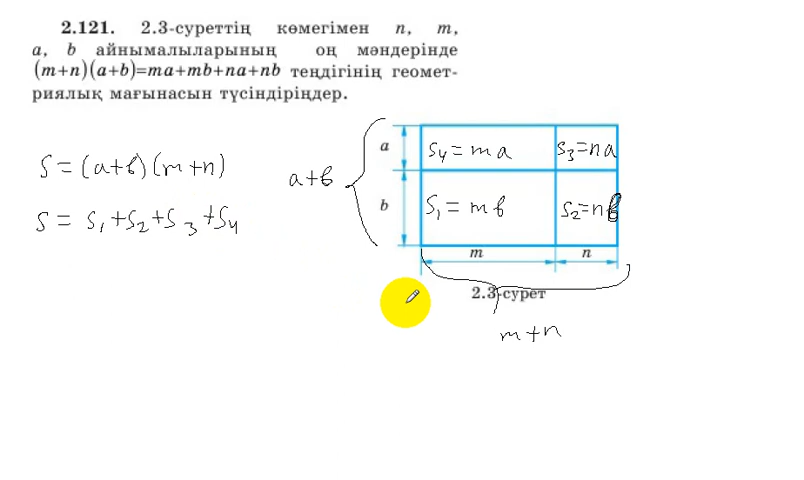 2.121. 2.3-суреттің көмегімен n, m,
a, b айнымалыларының оң мәндерінде
(m+n)(a+b)=ma+mb+na+nb теңдігінің геомет-
риялық мағынасын түсіндіріңдер.
S = (a+b)(m+n)
S = S₁+S₂+S₃+S₄
a+b
a
S₄ = ma
S₃=na
b
S₁ = mb
S₂=nb
m
n
2.3-сурет
m+n